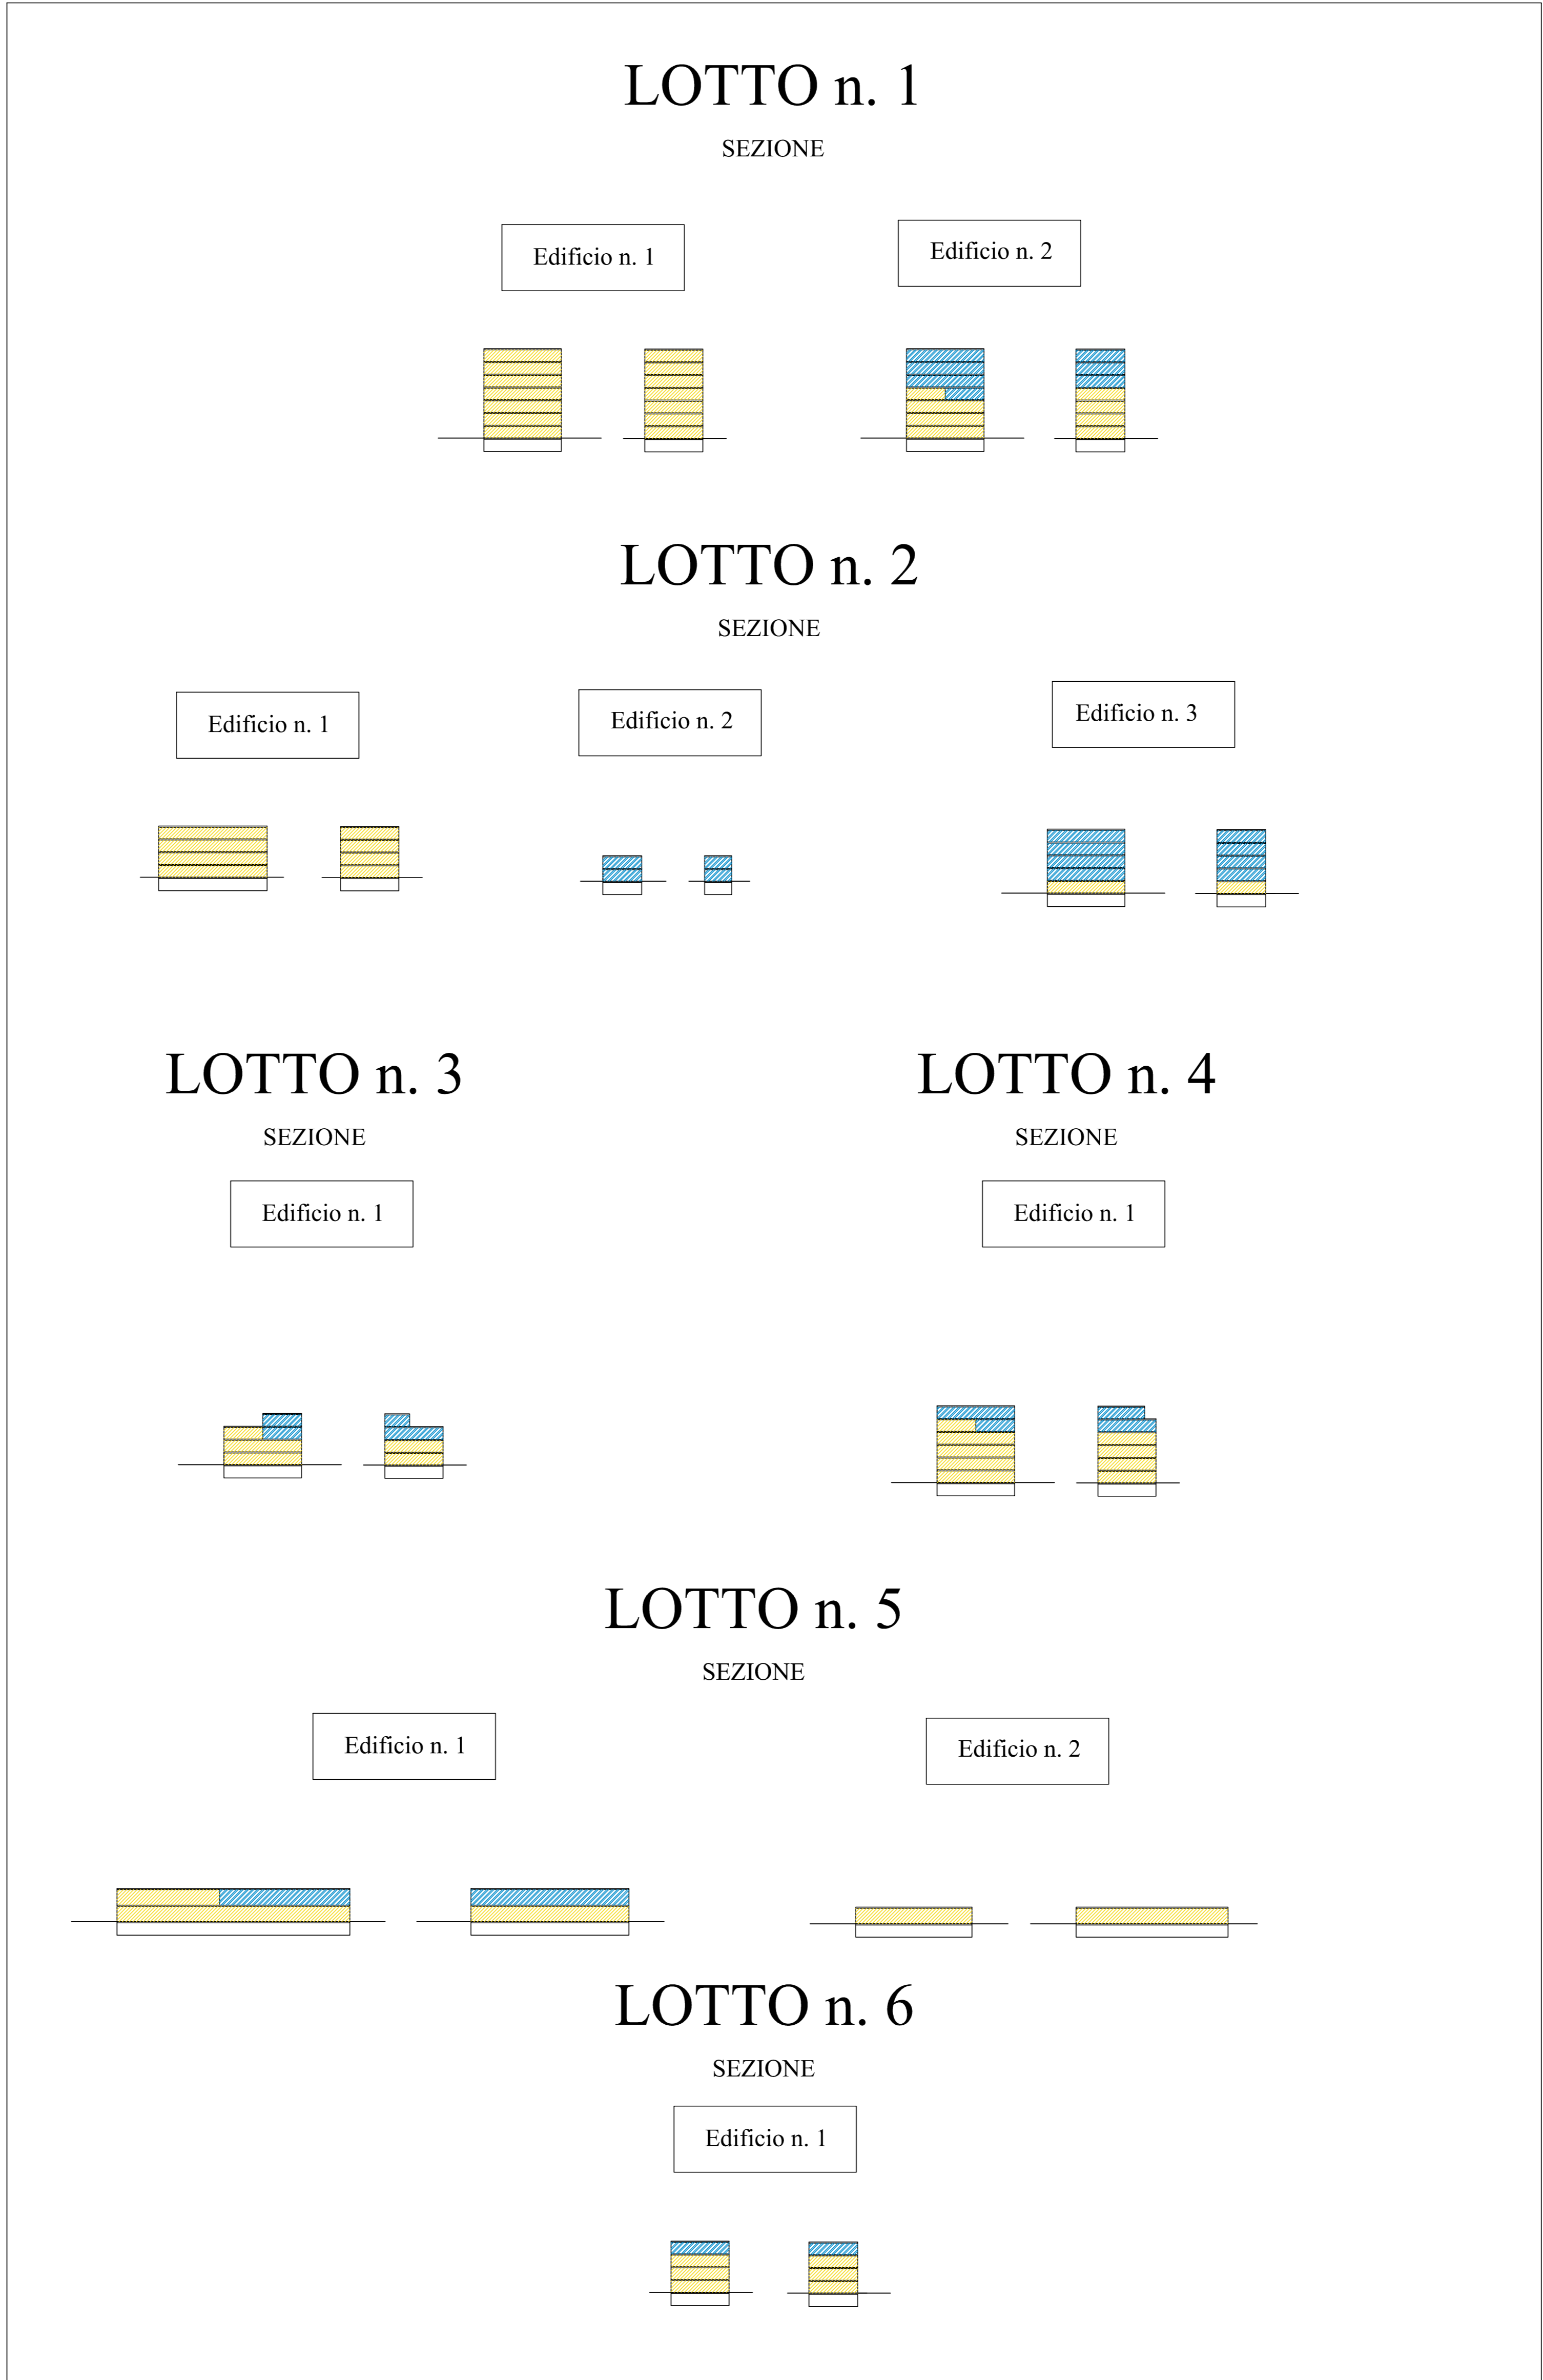 LOTTO n. 1
SEZIONE
Edificio n. 1
Edificio n. 2
LOTTO n. 2
SEZIONE
Edificio n. 1
Edificio n. 2
Edificio n. 3
LOTTO n. 3
LOTTO n. 4
SEZIONE
SEZIONE
Edificio n. 1
Edificio n. 1
LOTTO n. 5
SEZIONE
Edificio n. 1
Edificio n. 2
LOTTO n. 6
SEZIONE
Edificio n. 1